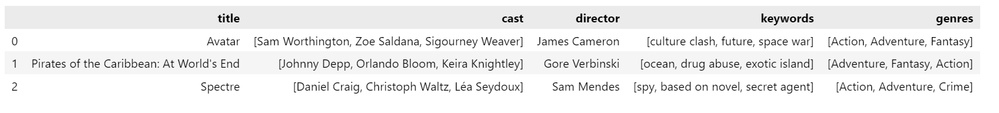 title cast director keywords genres
0 Avatar [Sam Worthington, Zoe Saldana, Sigourney Weaver] James Cameron [culture clash, future, space war] [Action, Adventure, Fantasy]
1 Pirates of the Caribbean: At World's End [Johnny Depp, Orlando Bloom, Keira Knightley] Gore Verbinski [ocean, drug abuse, exotic island] [Adventure, Fantasy, Action]
2 Spectre [Daniel Craig, Christoph Waltz, Léa Seydoux] Sam Mendes [spy, based on novel, secret agent] [Action, Adventure, Crime]